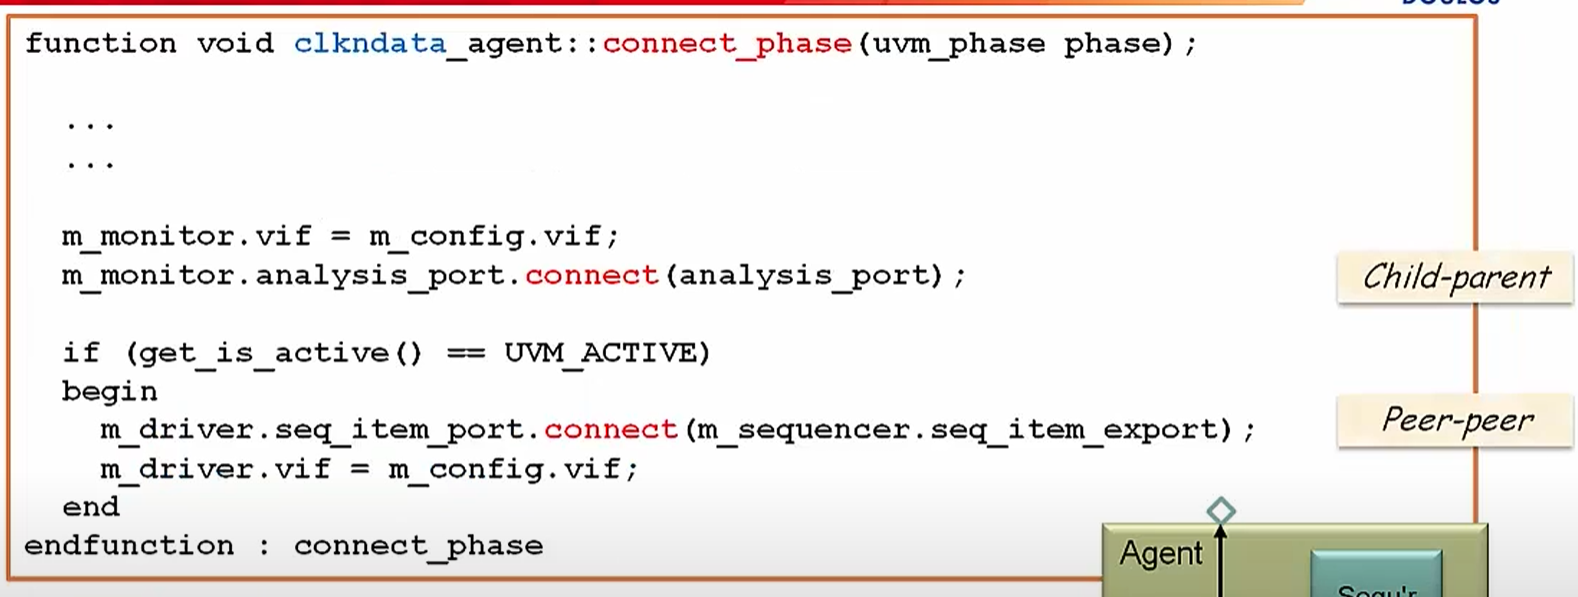 function void clkndata_agent::connect_phase(uvm_phase phase);
...
...
m_monitor.vif = m_config.vif;
m_monitor.analysis_port.connect(analysis_port);
Child-parent
if (get_is_active() == UVM_ACTIVE)
begin
m_driver.seq_item_port.connect(m_sequencer.seq_item_export);
Peer-peer
m_driver.vif = m_config.vif;
end
endfunction : connect_phase
Agent